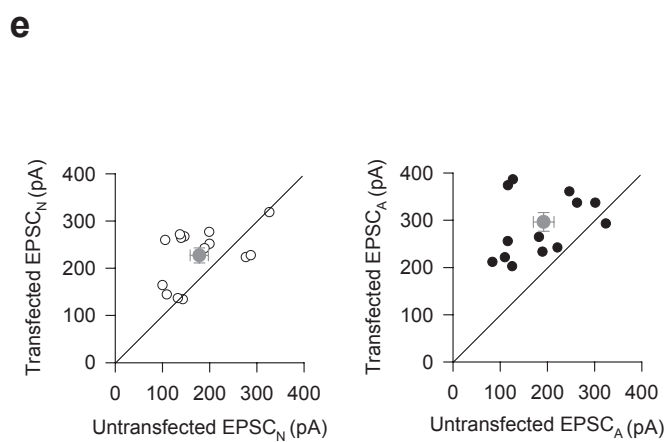 e
Transfected EPSC_N (pA)
400
300
200
100
0
0 100 200 300 400
Untransfected EPSC_N (pA)
Transfected EPSC_A (pA)
400
300
200
100
0
0 100 200 300 400
Untransfected EPSC_A (pA)